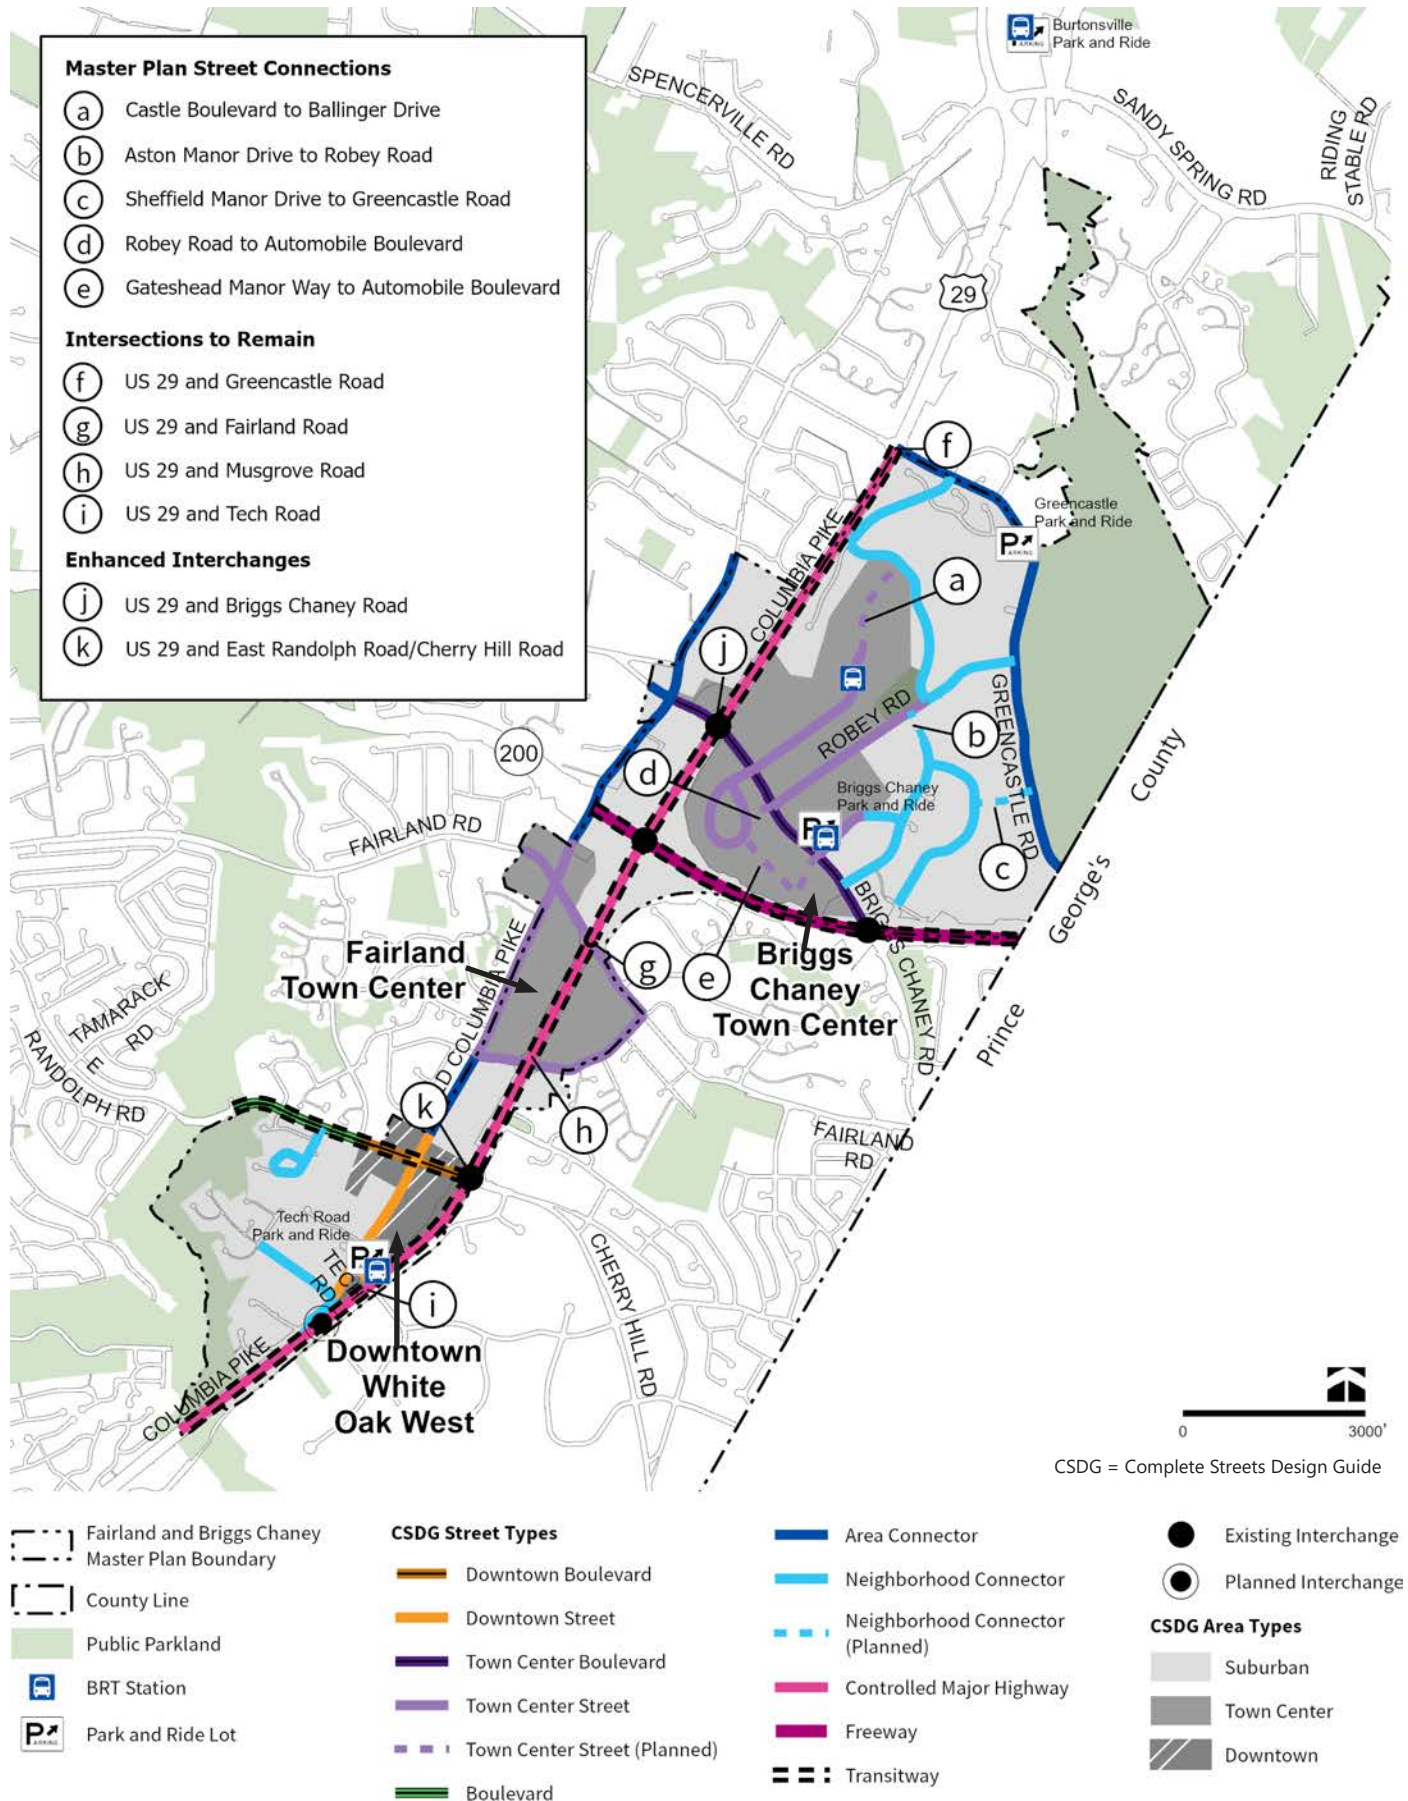 Master Plan Street Connections
a Castle Boulevard to Ballinger Drive
b Aston Manor Drive to Robey Road
c Sheffield Manor Drive to Greencastle Road
d Robey Road to Automobile Boulevard
e Gateshead Manor Way to Automobile Boulevard
Intersections to Remain
f US 29 and Greencastle Road
g US 29 and Fairland Road
h US 29 and Musgrove Road
i US 29 and Tech Road
Enhanced Interchanges
j US 29 and Briggs Chaney Road
k US 29 and East Randolph Road/Cherry Hill Road
Burtonsville
Park and Ride
SPENCERVILLE RD
SANDY SPRING RD
RIDING
STABLE RD
29
f
Greencastle
Park and Ride
P
PARKING
COLUMBIA PIKE
a
j
ROBEY RD
GREENCASTLE RD
b
200
d
Briggs Chaney
Park and Ride
P
FAIRLAND RD
c
County
George's
Prince
BRIGGS CHANEY RD
Fairland
Town Center
OLD COLUMBIA PIKE
g
e
Briggs
Chaney
Town Center
TAMARACK
RD
E
RANDOLPH RD
k
h
FAIRLAND
RD
Tech Road
Park and Ride
P
TEC
RD
i
CHERRY HILL RD
COLUMBIA PIKE
Downtown
White
Oak West
0 3000'
CSDG = Complete Streets Design Guide
Fairland and Briggs Chaney
Master Plan Boundary
County Line
Public Parkland
BRT Station
P
PARKING
Park and Ride Lot
CSDG Street Types
Downtown Boulevard
Downtown Street
Town Center Boulevard
Town Center Street
Town Center Street (Planned)
Boulevard
Area Connector
Neighborhood Connector
Neighborhood Connector
(Planned)
Controlled Major Highway
Freeway
Transitway
Existing Interchange
Planned Interchange
CSDG Area Types
Suburban
Town Center
Downtown